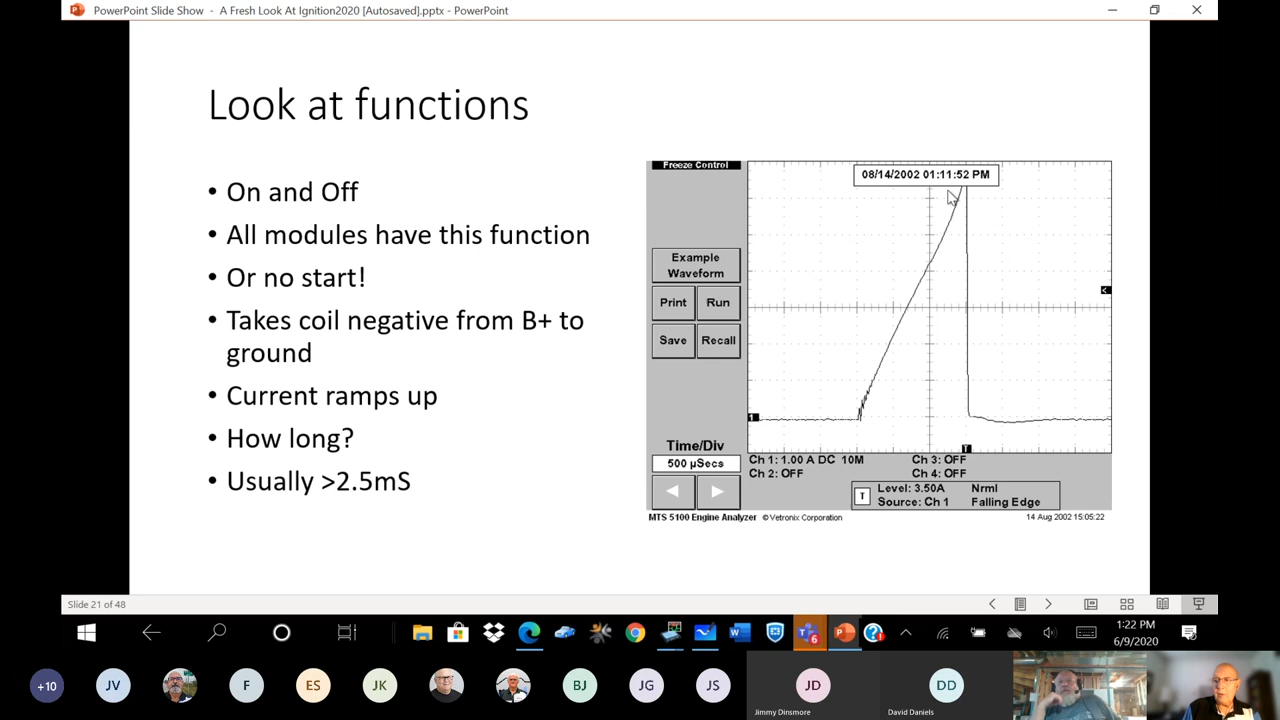 PowerPoint Slide Show - A Fresh Look At Ignition2020 [Autosaved].pptx - PowerPoint
Look at functions
• On and Off
• All modules have this function
• Or no start!
• Takes coil negative from B+ to
ground
• Current ramps up
• How long?
• Usually >2.5mS
Freeze Control
08/14/2002 01:11:52 PM
Example
Waveform
Print Run
Save Recall
Time/Div
500 µSecs
1
T
Ch 1: 1.00 A DC 10M
Ch 3: OFF
Ch 2: OFF
Ch 4: OFF
T
Level: 3.50A Nrml
Source: Ch 1 Falling Edge
MTS 5100 Engine Analyzer © Vetronix Corporation
14 Aug 2002 15:05:22
Slide 21 of 48
6
1:22 PM
6/9/2020
+10
JV
F
ES
JK
BJ
JG
JS
JD
Jimmy Dinsmore
DD
David Daniels